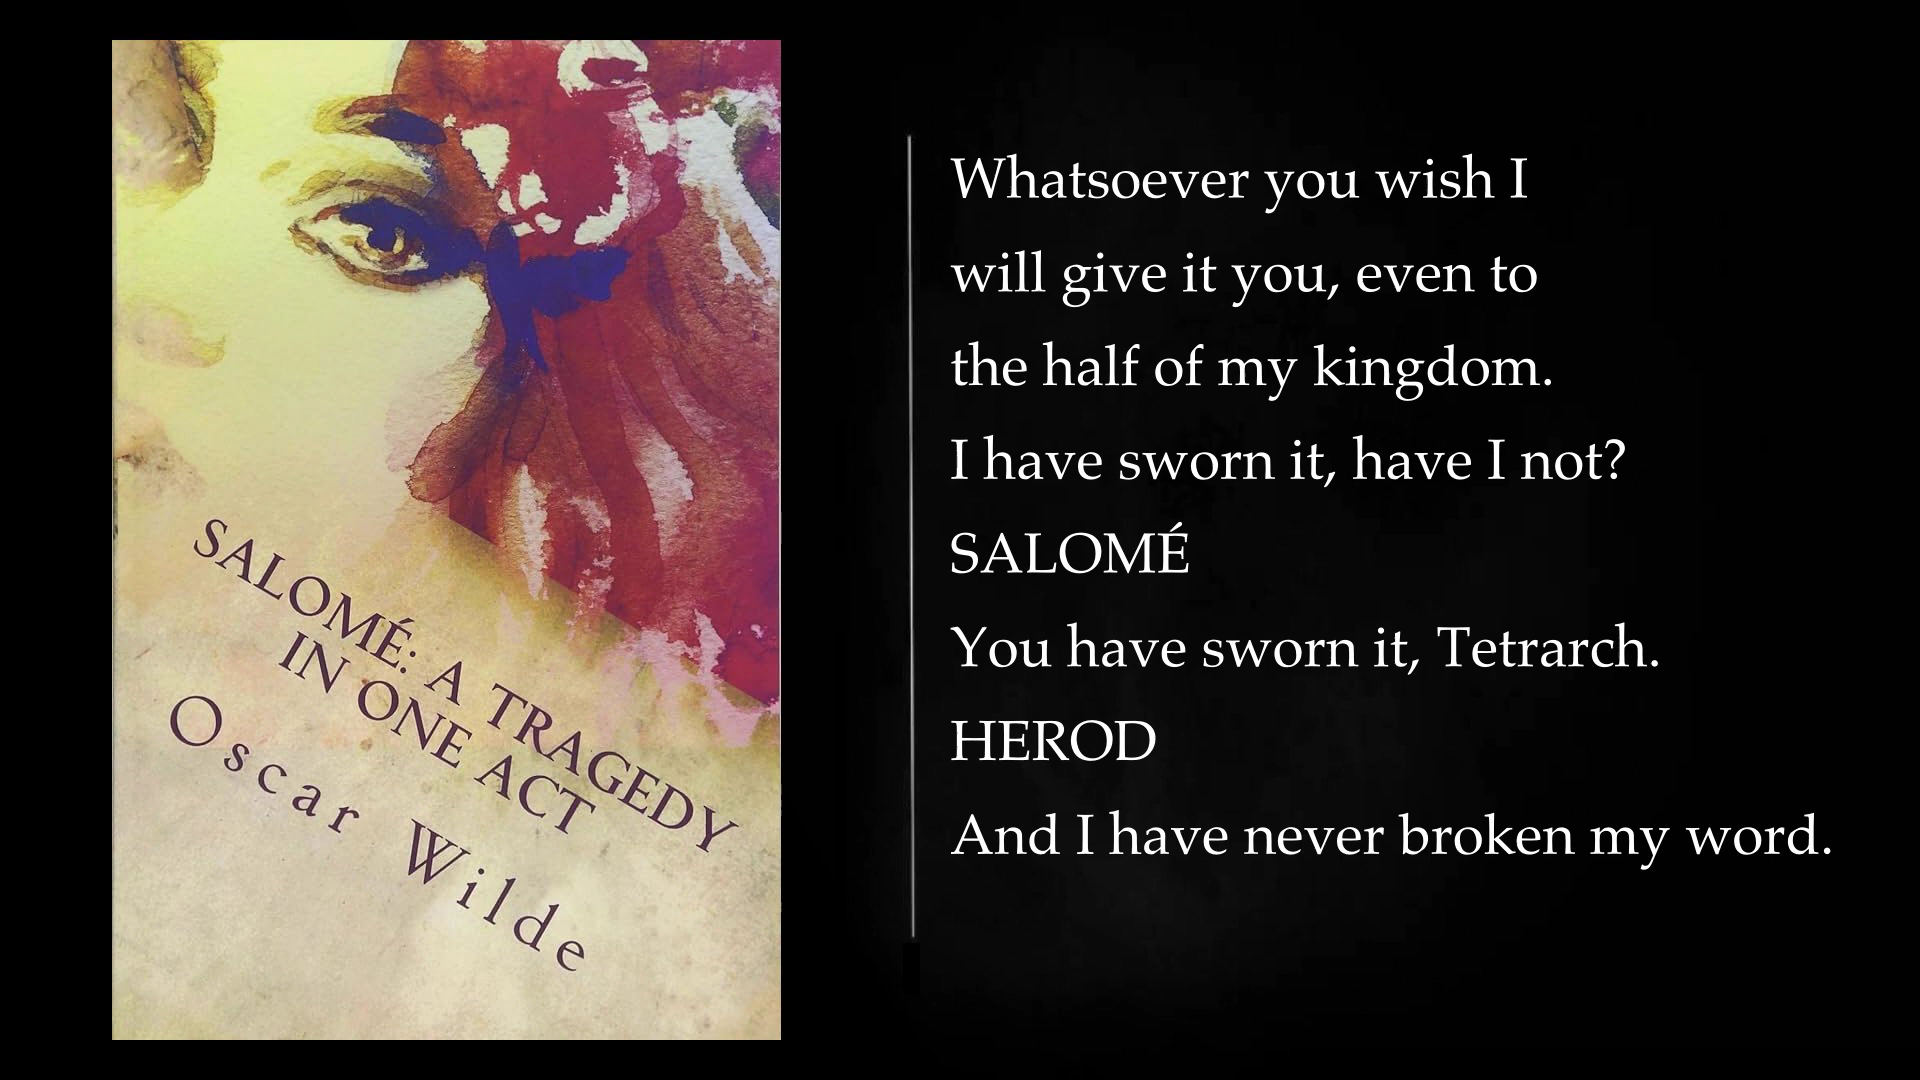 SALOMÉ: A TRAGEDY
IN ONE ACT
Oscar Wilde
Whatsoever you wish I
will give it you, even to
the half of my kingdom.
I have sworn it, have I not?
SALOMÉ
You have sworn it, Tetrarch.
HEROD
And I have never broken my word.